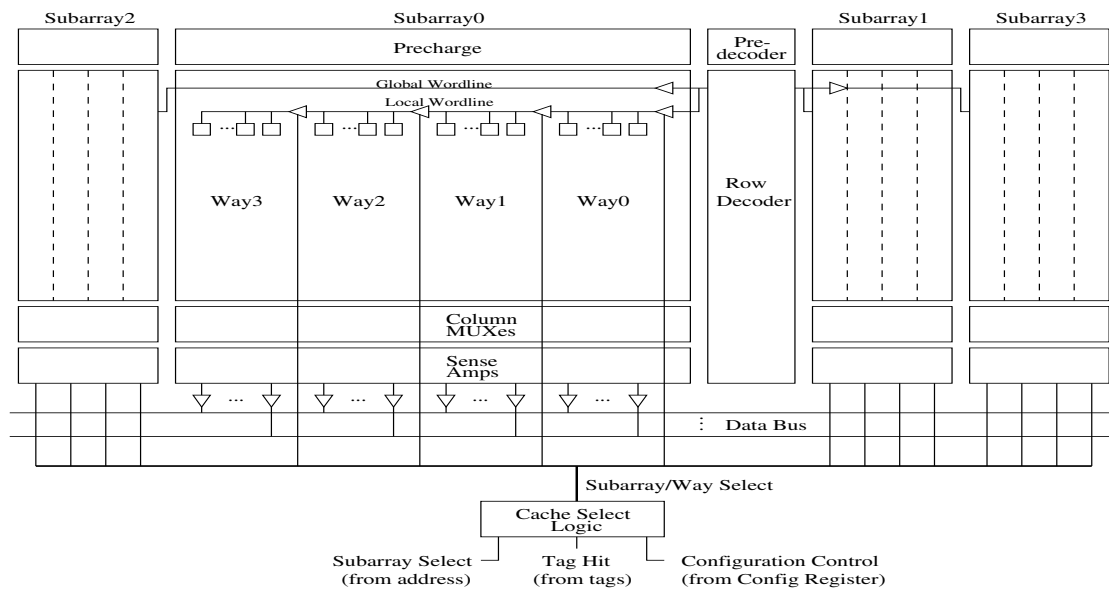 Subarray2
Subarray0
Subarray1
Subarray3
Precharge
Pre-
decoder
Global Wordline
Local Wordline
...
...
...
...
Way3
Way2
Way1
Way0
Row
Decoder
Column
MUXes
Sense
Amps
...
...
...
...
...
Data Bus
Subarray/Way Select
Cache Select
Logic
Subarray Select
(from address)
Tag Hit
(from tags)
Configuration Control
(from Config Register)